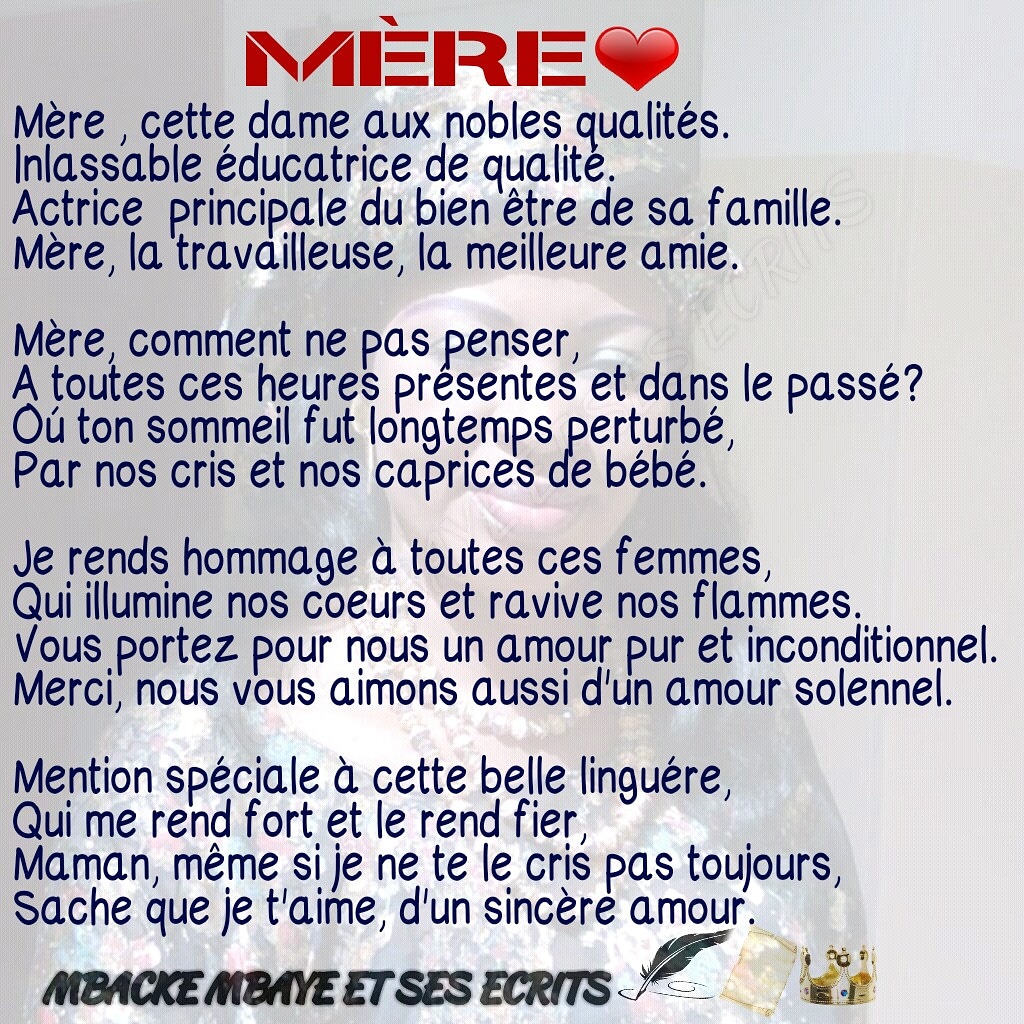 MÈRE❤
Mère , cette dame aux nobles qualités.
Inlassable éducatrice de qualité.
Actrice principale du bien être de sa famille.
Mère, la travailleuse, la meilleure amie.
Mère, comment ne pas penser,
A toutes ces heures présentes et dans le passé?
Oú ton sommeil fut longtemps perturbé,
Par nos cris et nos caprices de bébé.
Je rends hommage à toutes ces femmes,
Qui illumine nos coeurs et ravive nos flammes.
Vous portez pour nous un amour pur et inconditionnel.
Merci, nous vous aimons aussi d'un amour solennel.
Mention spéciale à cette belle linguére,
Qui me rend fort et le rend fier,
Maman, même si je ne te le cris pas toujours,
Sache que je t'aime, d'un sincère amour.
MBACKE MBAYE ET SES ECRITS